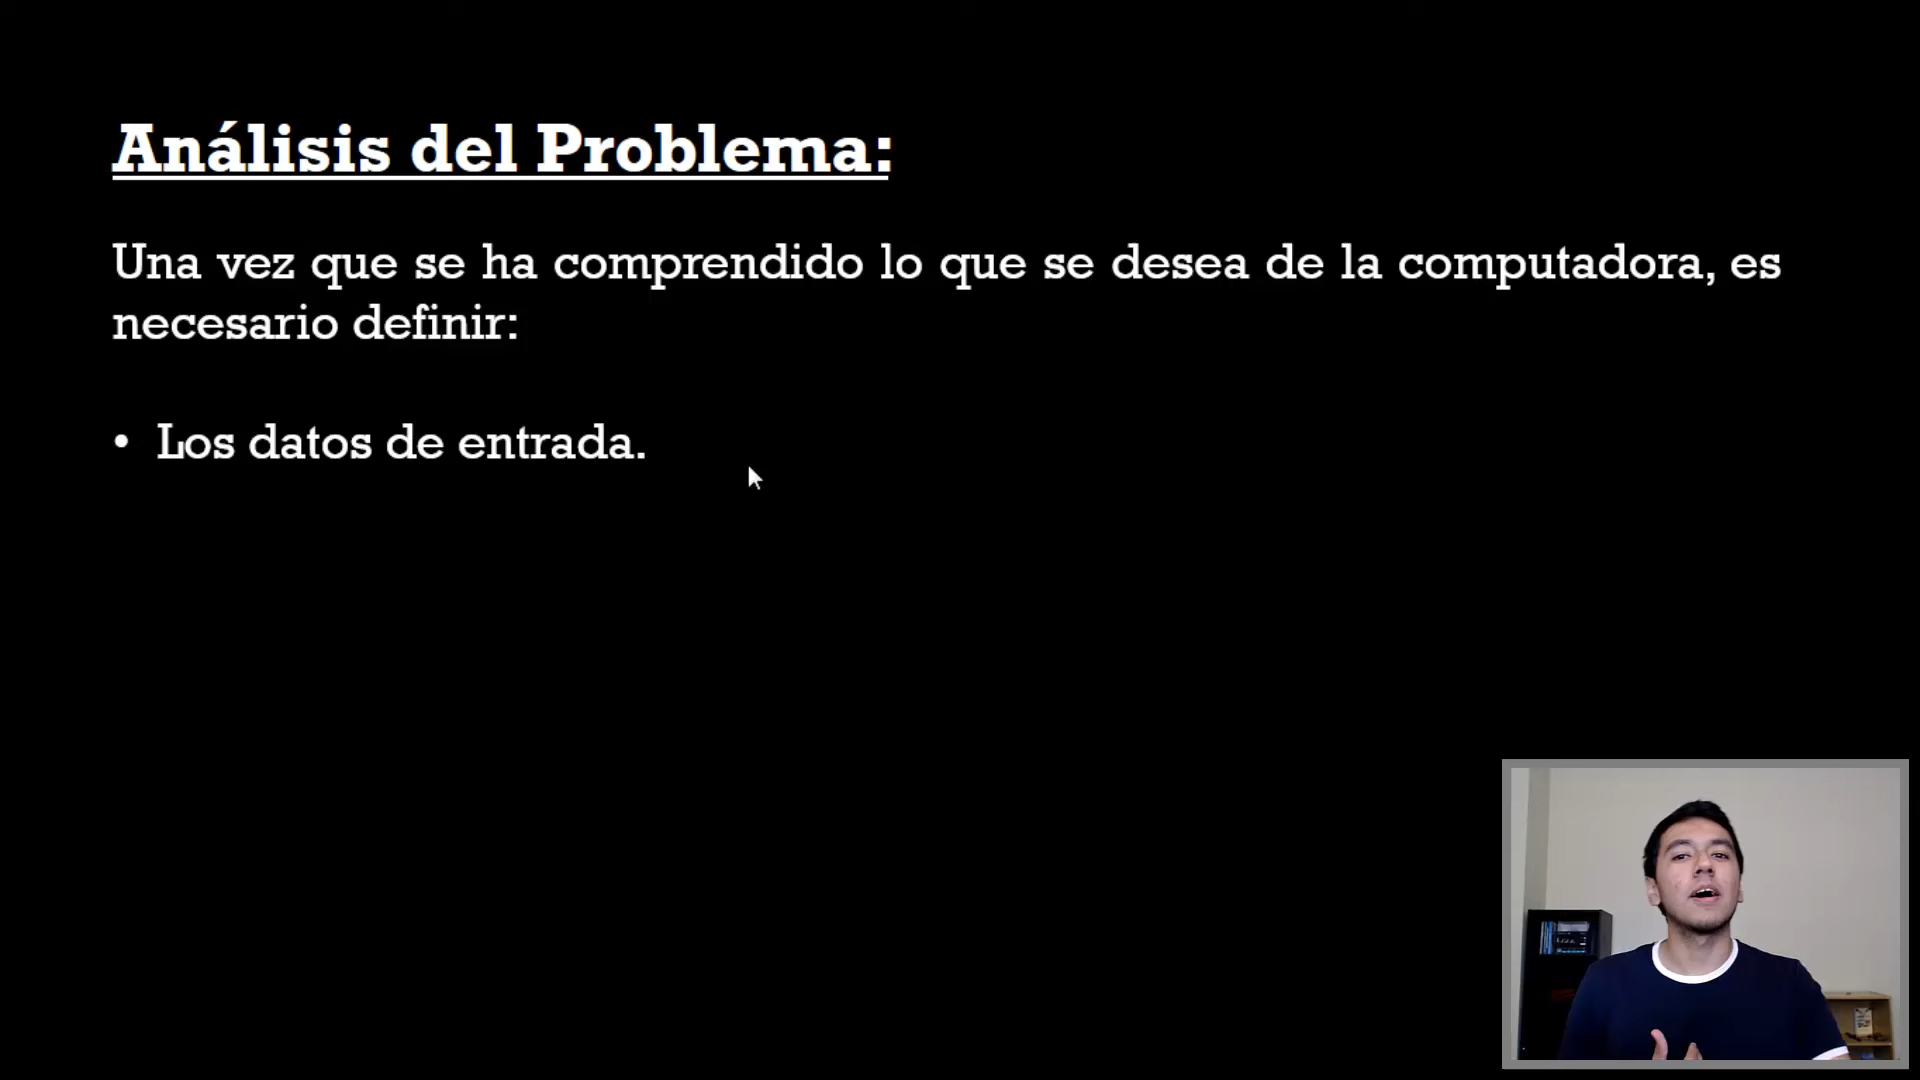 Análisis del Problema:
Una vez que se ha comprendido lo que se desea de la computadora, es
necesario definir:
• Los datos de entrada.